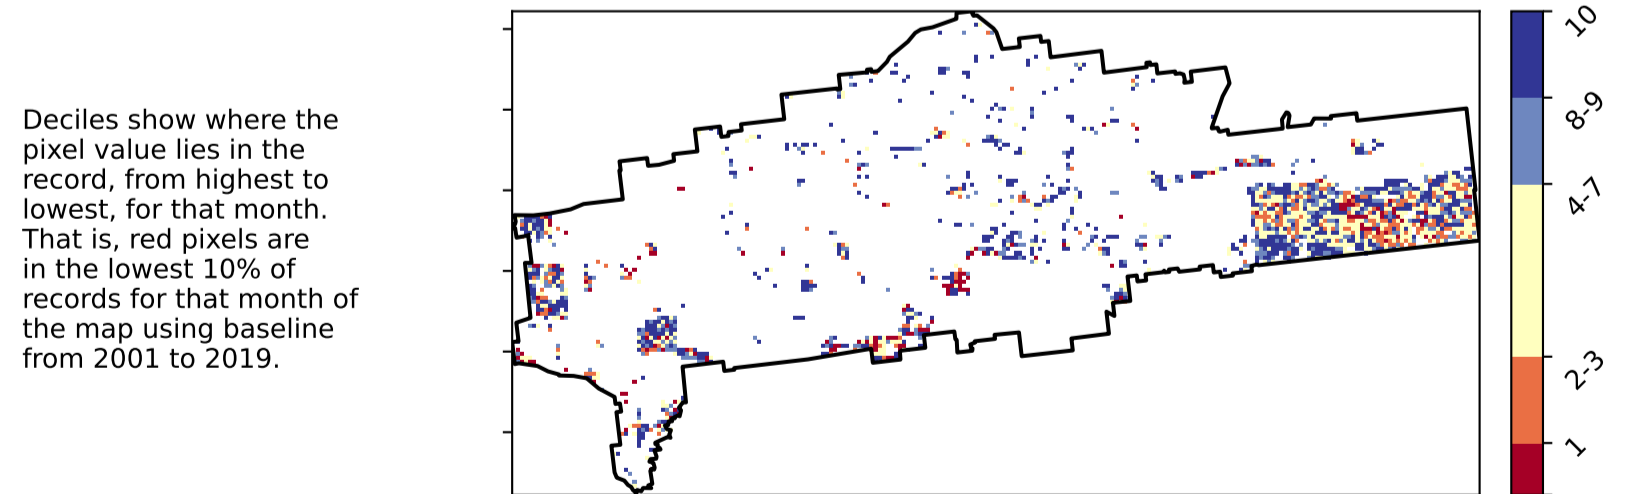 Deciles show where the
pixel value lies in the
record, from highest to
lowest, for that month.
That is, red pixels are
in the lowest 10% of
records for that month of
the map using baseline
from 2001 to 2019.
10
8-9
4-7
2-3
1